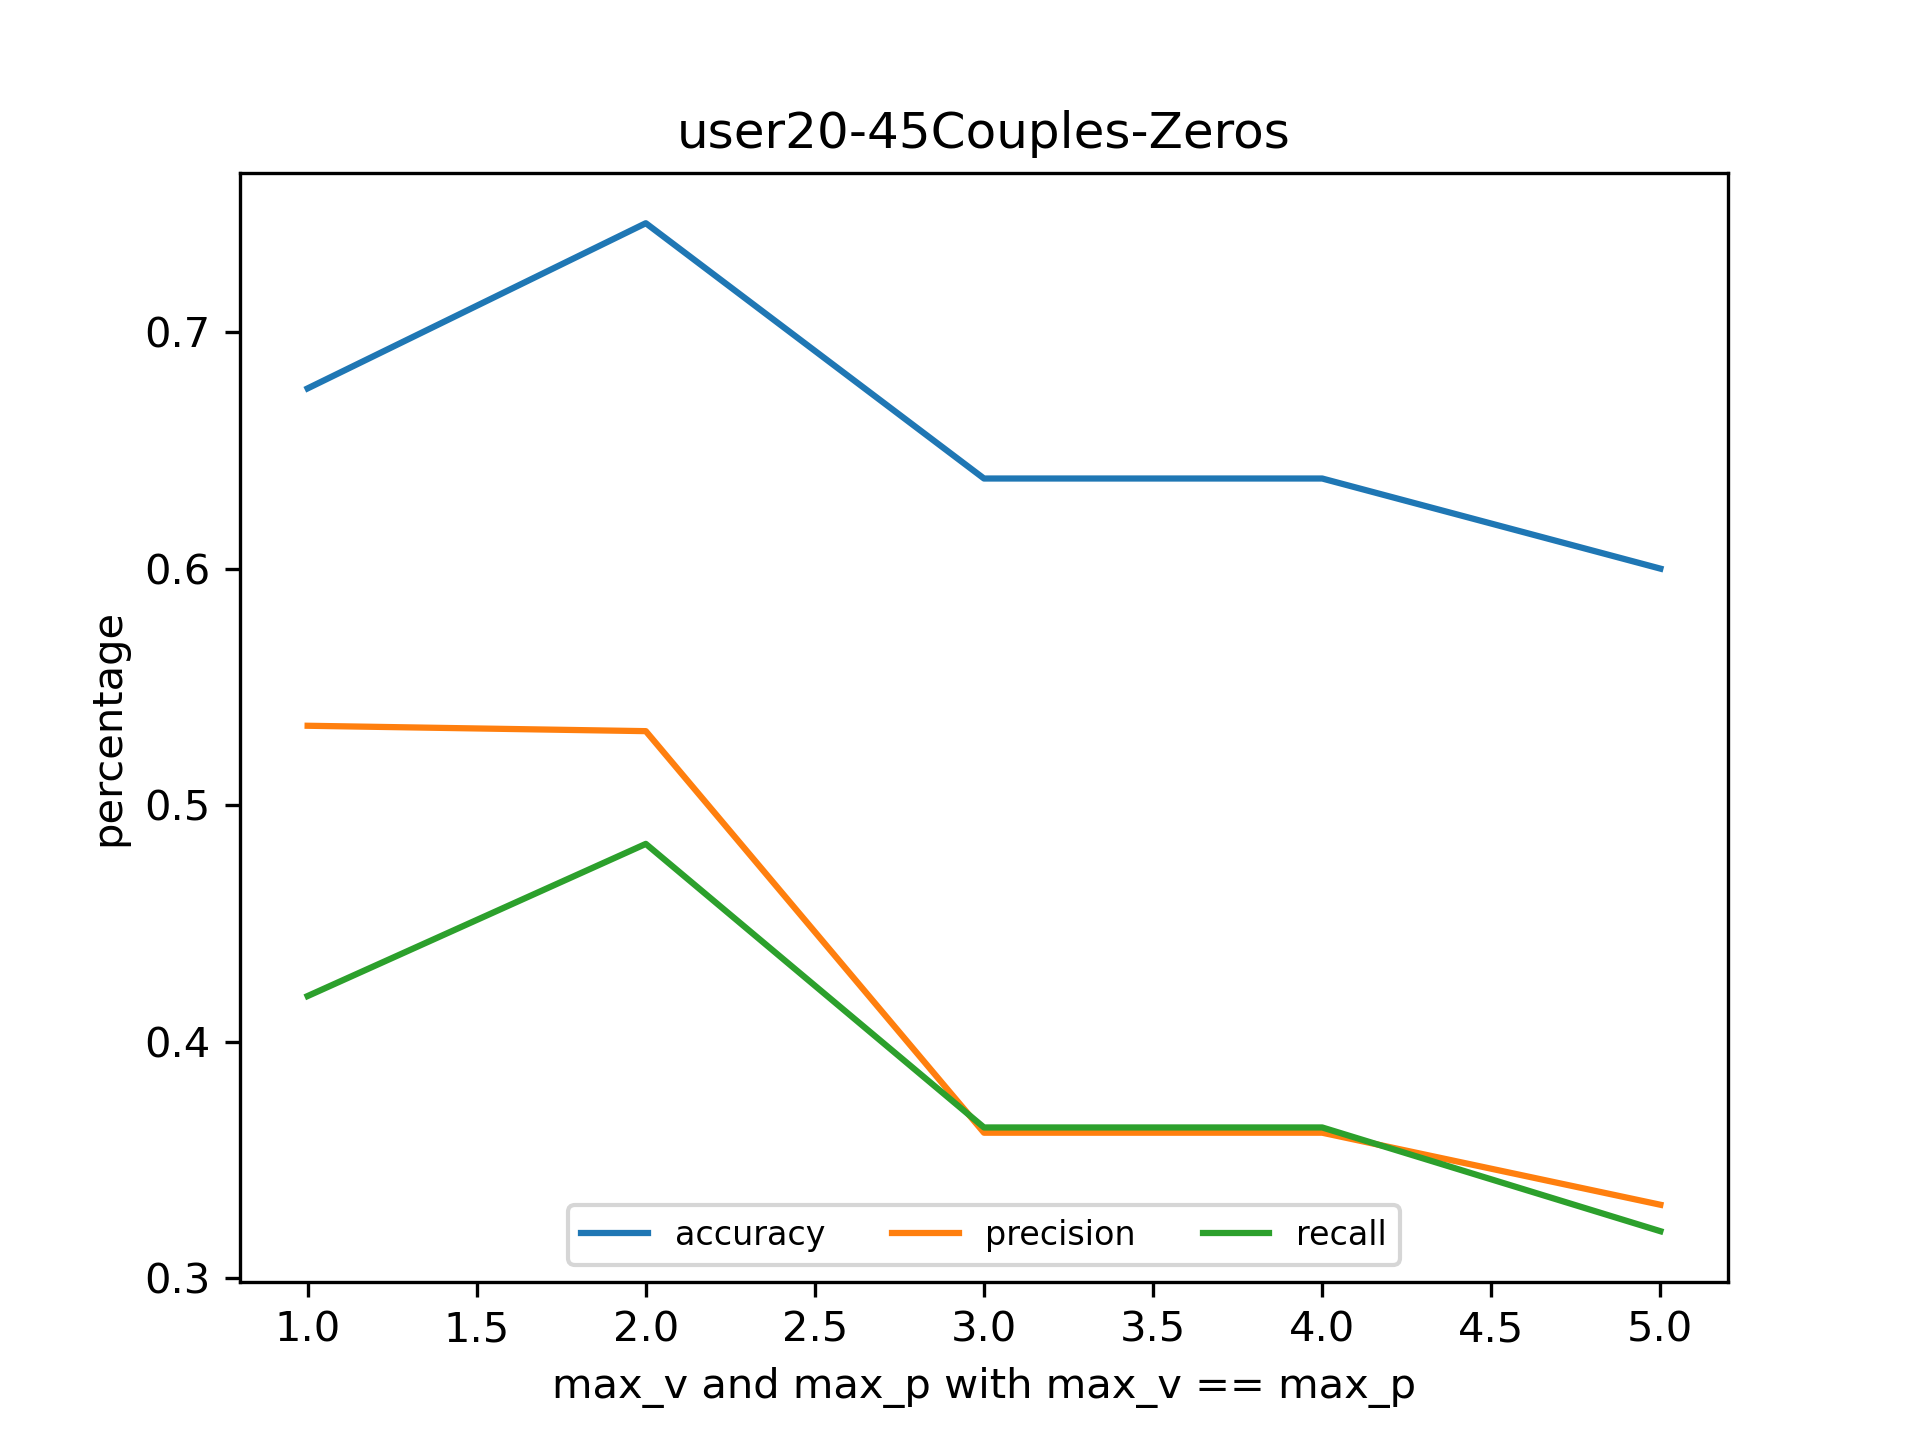 user20-45Couples-Zeros
percentage
0.7
0.6
0.5
0.4
0.3
accuracy precision recall
1.0 1.5 2.0 2.5 3.0 3.5 4.0 4.5 5.0
max_v and max_p with max_v == max_p